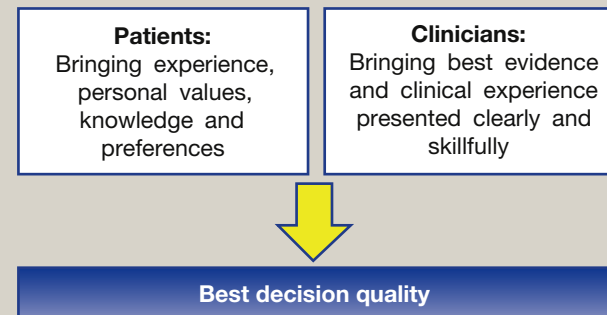 Patients:
Bringing experience,
personal values,
knowledge and
preferences
Clinicians:
Bringing best evidence
and clinical experience
presented clearly and
skillfully
Best decision quality